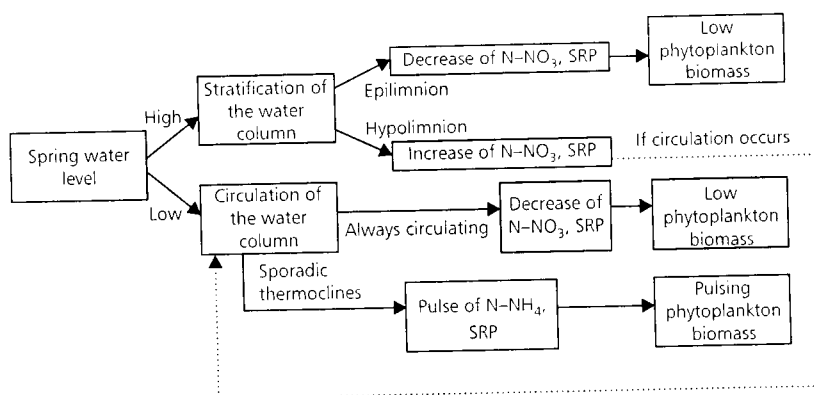 Spring water
level
High
Low
Stratification of
the water
column
Epilimnion
Hypolimnion
Decrease of N–NO₃, SRP
Low
phytoplankton
biomass
Increase of N–NO₃, SRP
If circulation occurs
Circulation of
the water
column
Always circulating
Decrease of
N–NO₃, SRP
Low
phytoplankton
biomass
Sporadic
thermoclines
Pulse of N–NH₄,
SRP
Pulsing
phytoplankton
biomass